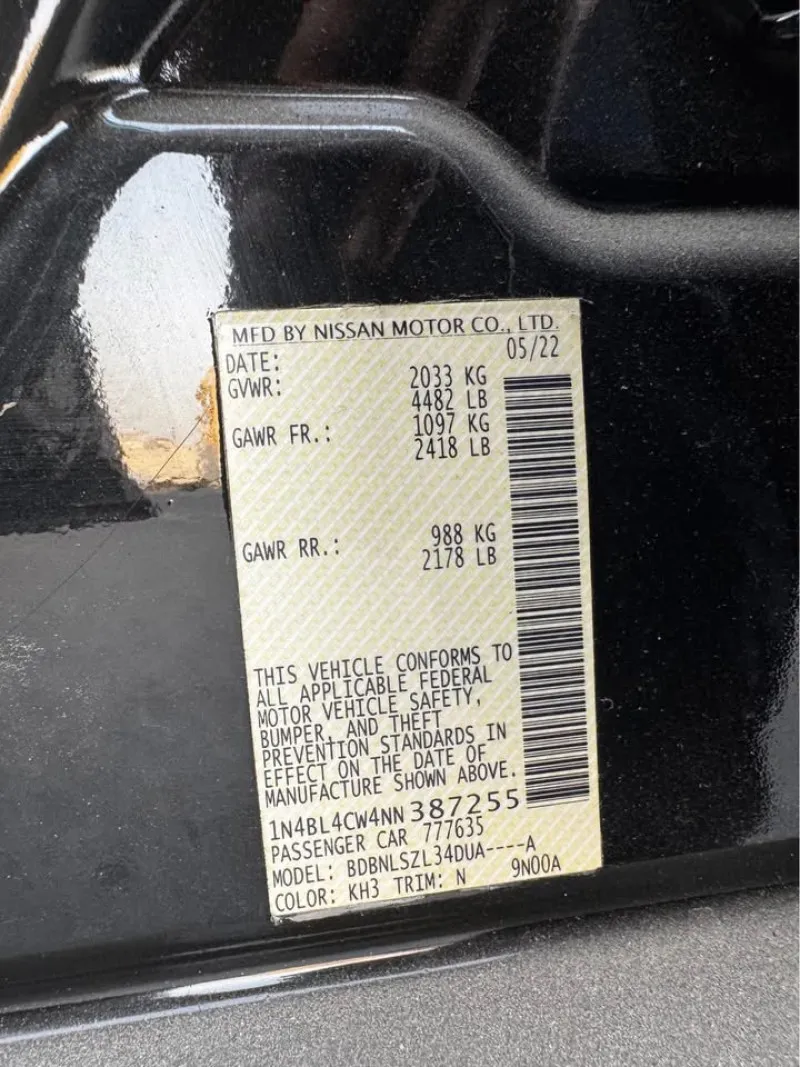 MFD BY NISSAN MOTOR CO., LTD.
DATE: 05/22
GVWR: 2033 KG
4482 LB
GAWR FR.: 1097 KG
2418 LB
GAWR RR.: 988 KG
2178 LB
THIS VEHICLE CONFORMS TO
ALL APPLICABLE FEDERAL
MOTOR VEHICLE SAFETY,
BUMPER, AND THEFT
PREVENTION STANDARDS IN
EFFECT ON THE DATE OF
MANUFACTURE SHOWN ABOVE.
1N4BL4CW4NN387255
PASSENGER CAR 777635
MODEL: BDBNLSZL34DUA----A
COLOR: KH3 TRIM: N 9N00A